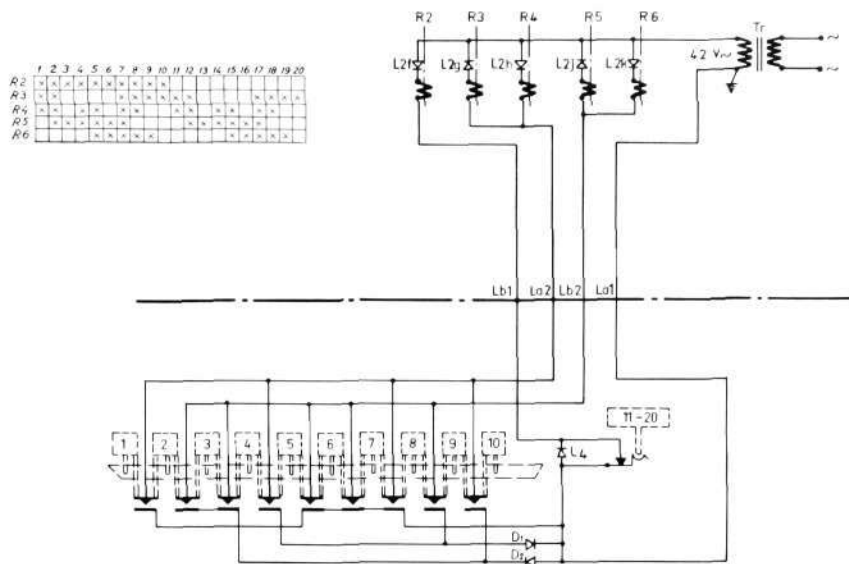 R2 R3 R4 R5 R6
Tr
42 V~
~
~
L2f L2g L2h L2j L2k
1 2 3 4 5 6 7 8 9 10 11 12 13 14 15 16 17 18 19 20
R2
R3
R4
R5
R6
Lb1 La2 Lb2 La1
11-20
1 2 3 4 5 6 7 8 9 10
L4
D1
D2